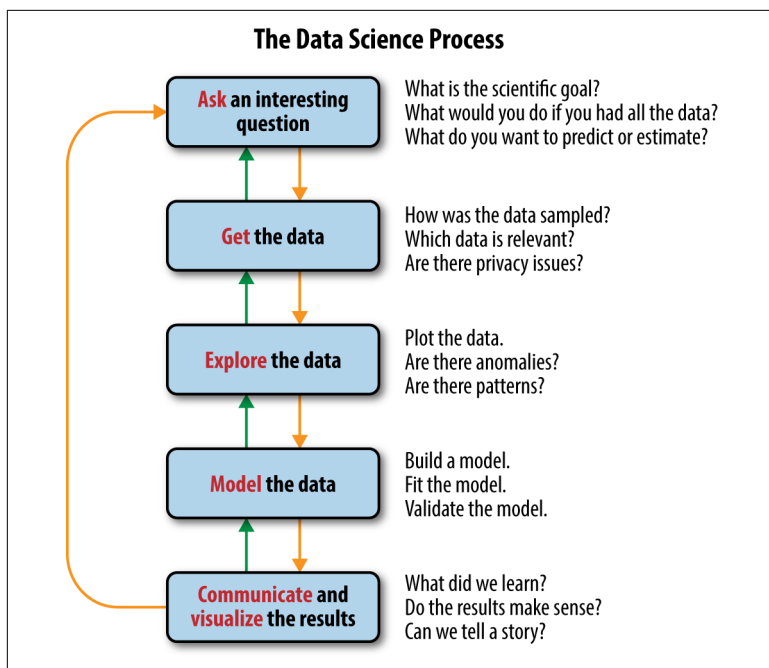 The Data Science Process
Ask an interesting
question
What is the scientific goal?
What would you do if you had all the data?
What do you want to predict or estimate?
Get the data
How was the data sampled?
Which data is relevant?
Are there privacy issues?
Explore the data
Plot the data.
Are there anomalies?
Are there patterns?
Model the data
Build a model.
Fit the model.
Validate the model.
Communicate and
visualize the results
What did we learn?
Do the results make sense?
Can we tell a story?